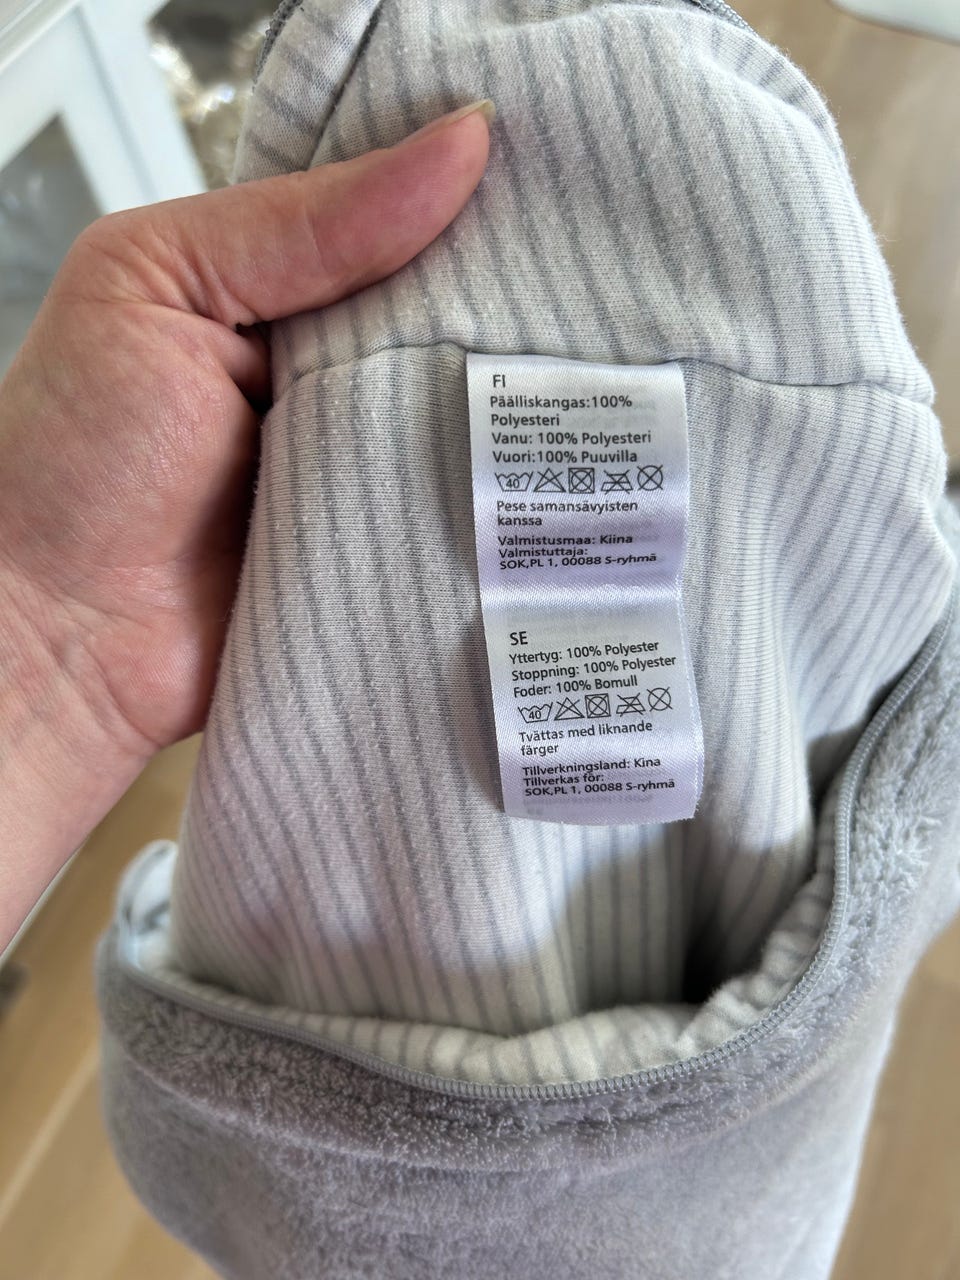 FI
Päälliskangas:100%
Polyesteri
Vanu: 100% Polyesteri
Vuori:100% Puuvilla
40
Pese samansävyisten
kanssa
Valmistusmaa: Kiina
Valmistuttaja:
SOK,PL 1, 00088 S-ryhmä
SE
Yttertyg: 100% Polyester
Stoppning: 100% Polyester
Foder: 100% Bomull
40
Tvättas med liknande
färger
Tillverkningsland: Kina
Tillverkas för:
SOK,PL 1, 00088 S-ryhmä